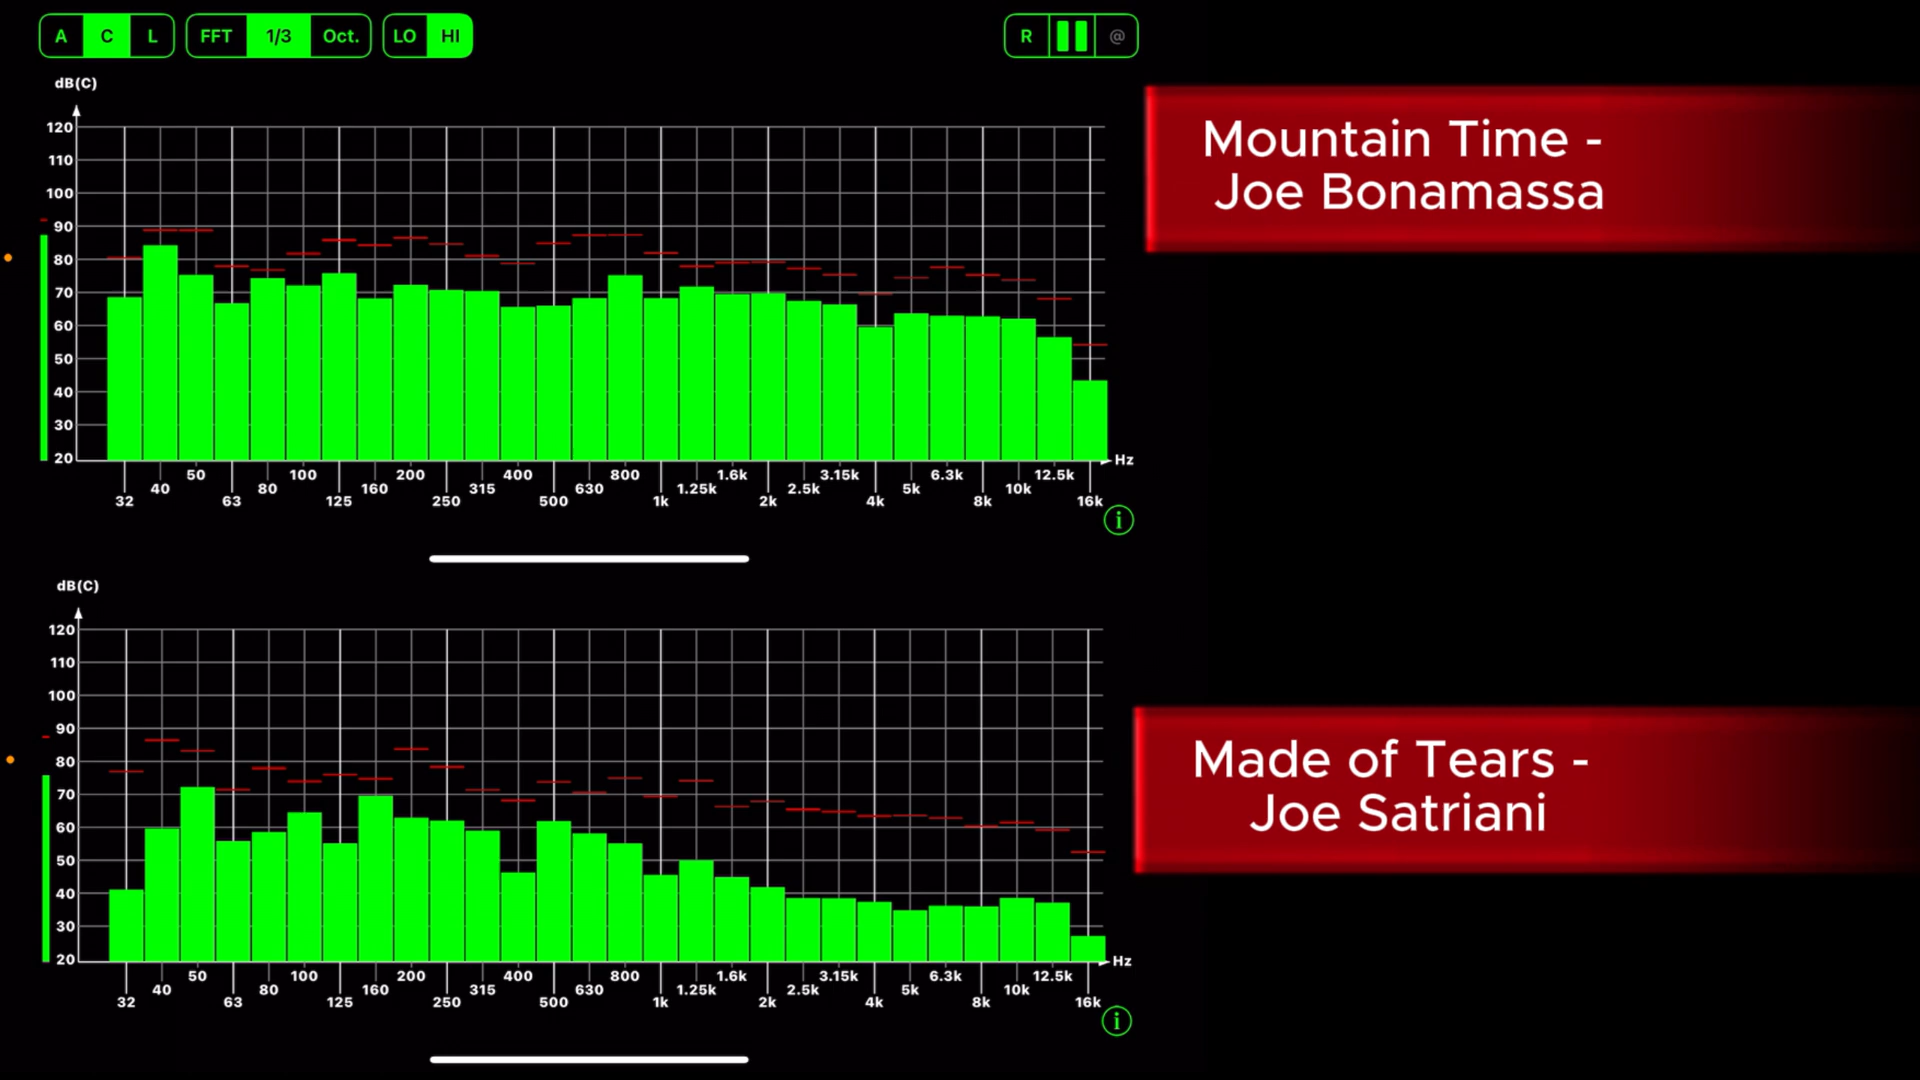 A C L FFT 1/3 Oct. LO HI R @
dB(C)
120
110
100
90
80
70
60
50
40
30
20
Hz
50 100 200 400 800 1.6k 3.15k 6.3k 12.5k
40 80 160 315 630 1.25k 2.5k 5k 10k
32 63 125 250 500 1k 2k 4k 8k 16k
i
Mountain Time -
Joe Bonamassa
dB(C)
120
110
100
90
80
70
60
50
40
30
20
Hz
50 100 200 400 800 1.6k 3.15k 6.3k 12.5k
40 80 160 315 630 1.25k 2.5k 5k 10k
32 63 125 250 500 1k 2k 4k 8k 16k
i
Made of Tears -
Joe Satriani